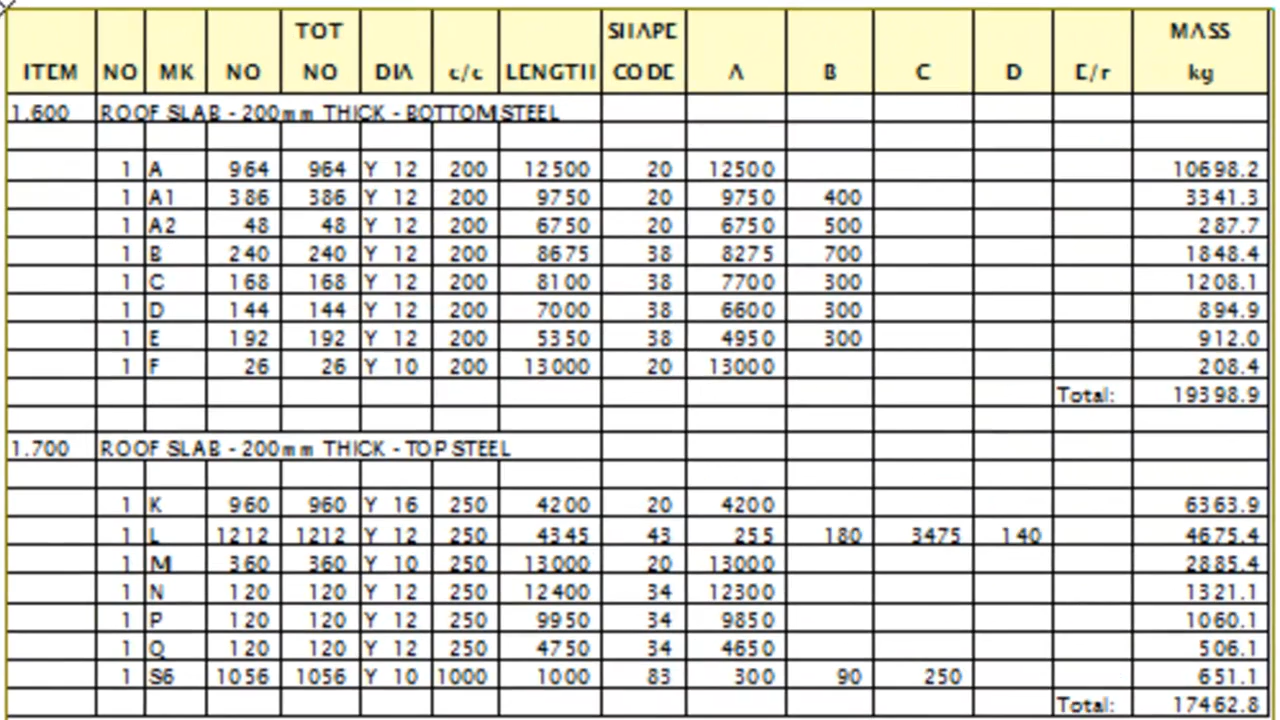 TOT SHAPE MASS
ITEM NO MK NO NO DIA c/c LENGTH CODE A B C D E/r kg
1.600 ROOF SLAB - 200mm THICK - BOTTOM STEEL
1 A 964 964 Y 12 200 12500 20 12500 10698.2
1 A1 386 386 Y 12 200 9750 20 9750 400 3341.3
1 A2 48 48 Y 12 200 6750 20 6750 500 287.7
1 B 240 240 Y 12 200 8675 38 8275 700 1848.4
1 C 168 168 Y 12 200 8100 38 7700 300 1208.1
1 D 144 144 Y 12 200 7000 38 6600 300 894.9
1 E 192 192 Y 12 200 5350 38 4950 300 912.0
1 F 26 26 Y 10 200 13000 20 13000 208.4
Total: 19398.9
1.700 ROOF SLAB - 200mm THICK - TOP STEEL
1 K 960 960 Y 16 250 4200 20 4200 6363.9
1 L 1212 1212 Y 12 250 4345 43 255 180 3475 140 4675.4
1 M 360 360 Y 10 250 13000 20 13000 2885.4
1 N 120 120 Y 12 250 12400 34 12300 1321.1
1 P 120 120 Y 12 250 9950 34 9850 1060.1
1 Q 120 120 Y 12 250 4750 34 4650 506.1
1 S6 1056 1056 Y 10 1000 1000 83 300 90 250 651.1
Total: 17462.8